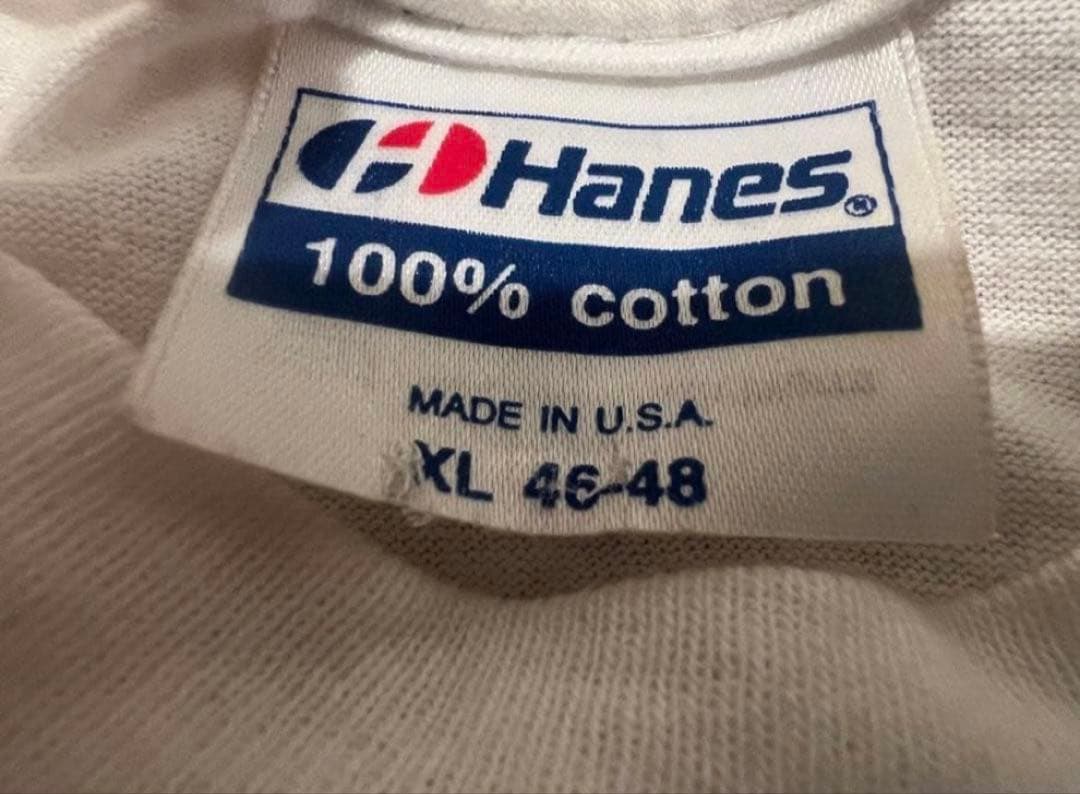 Hanes®
100% cotton
MADE IN U.S.A.
XL 46-48